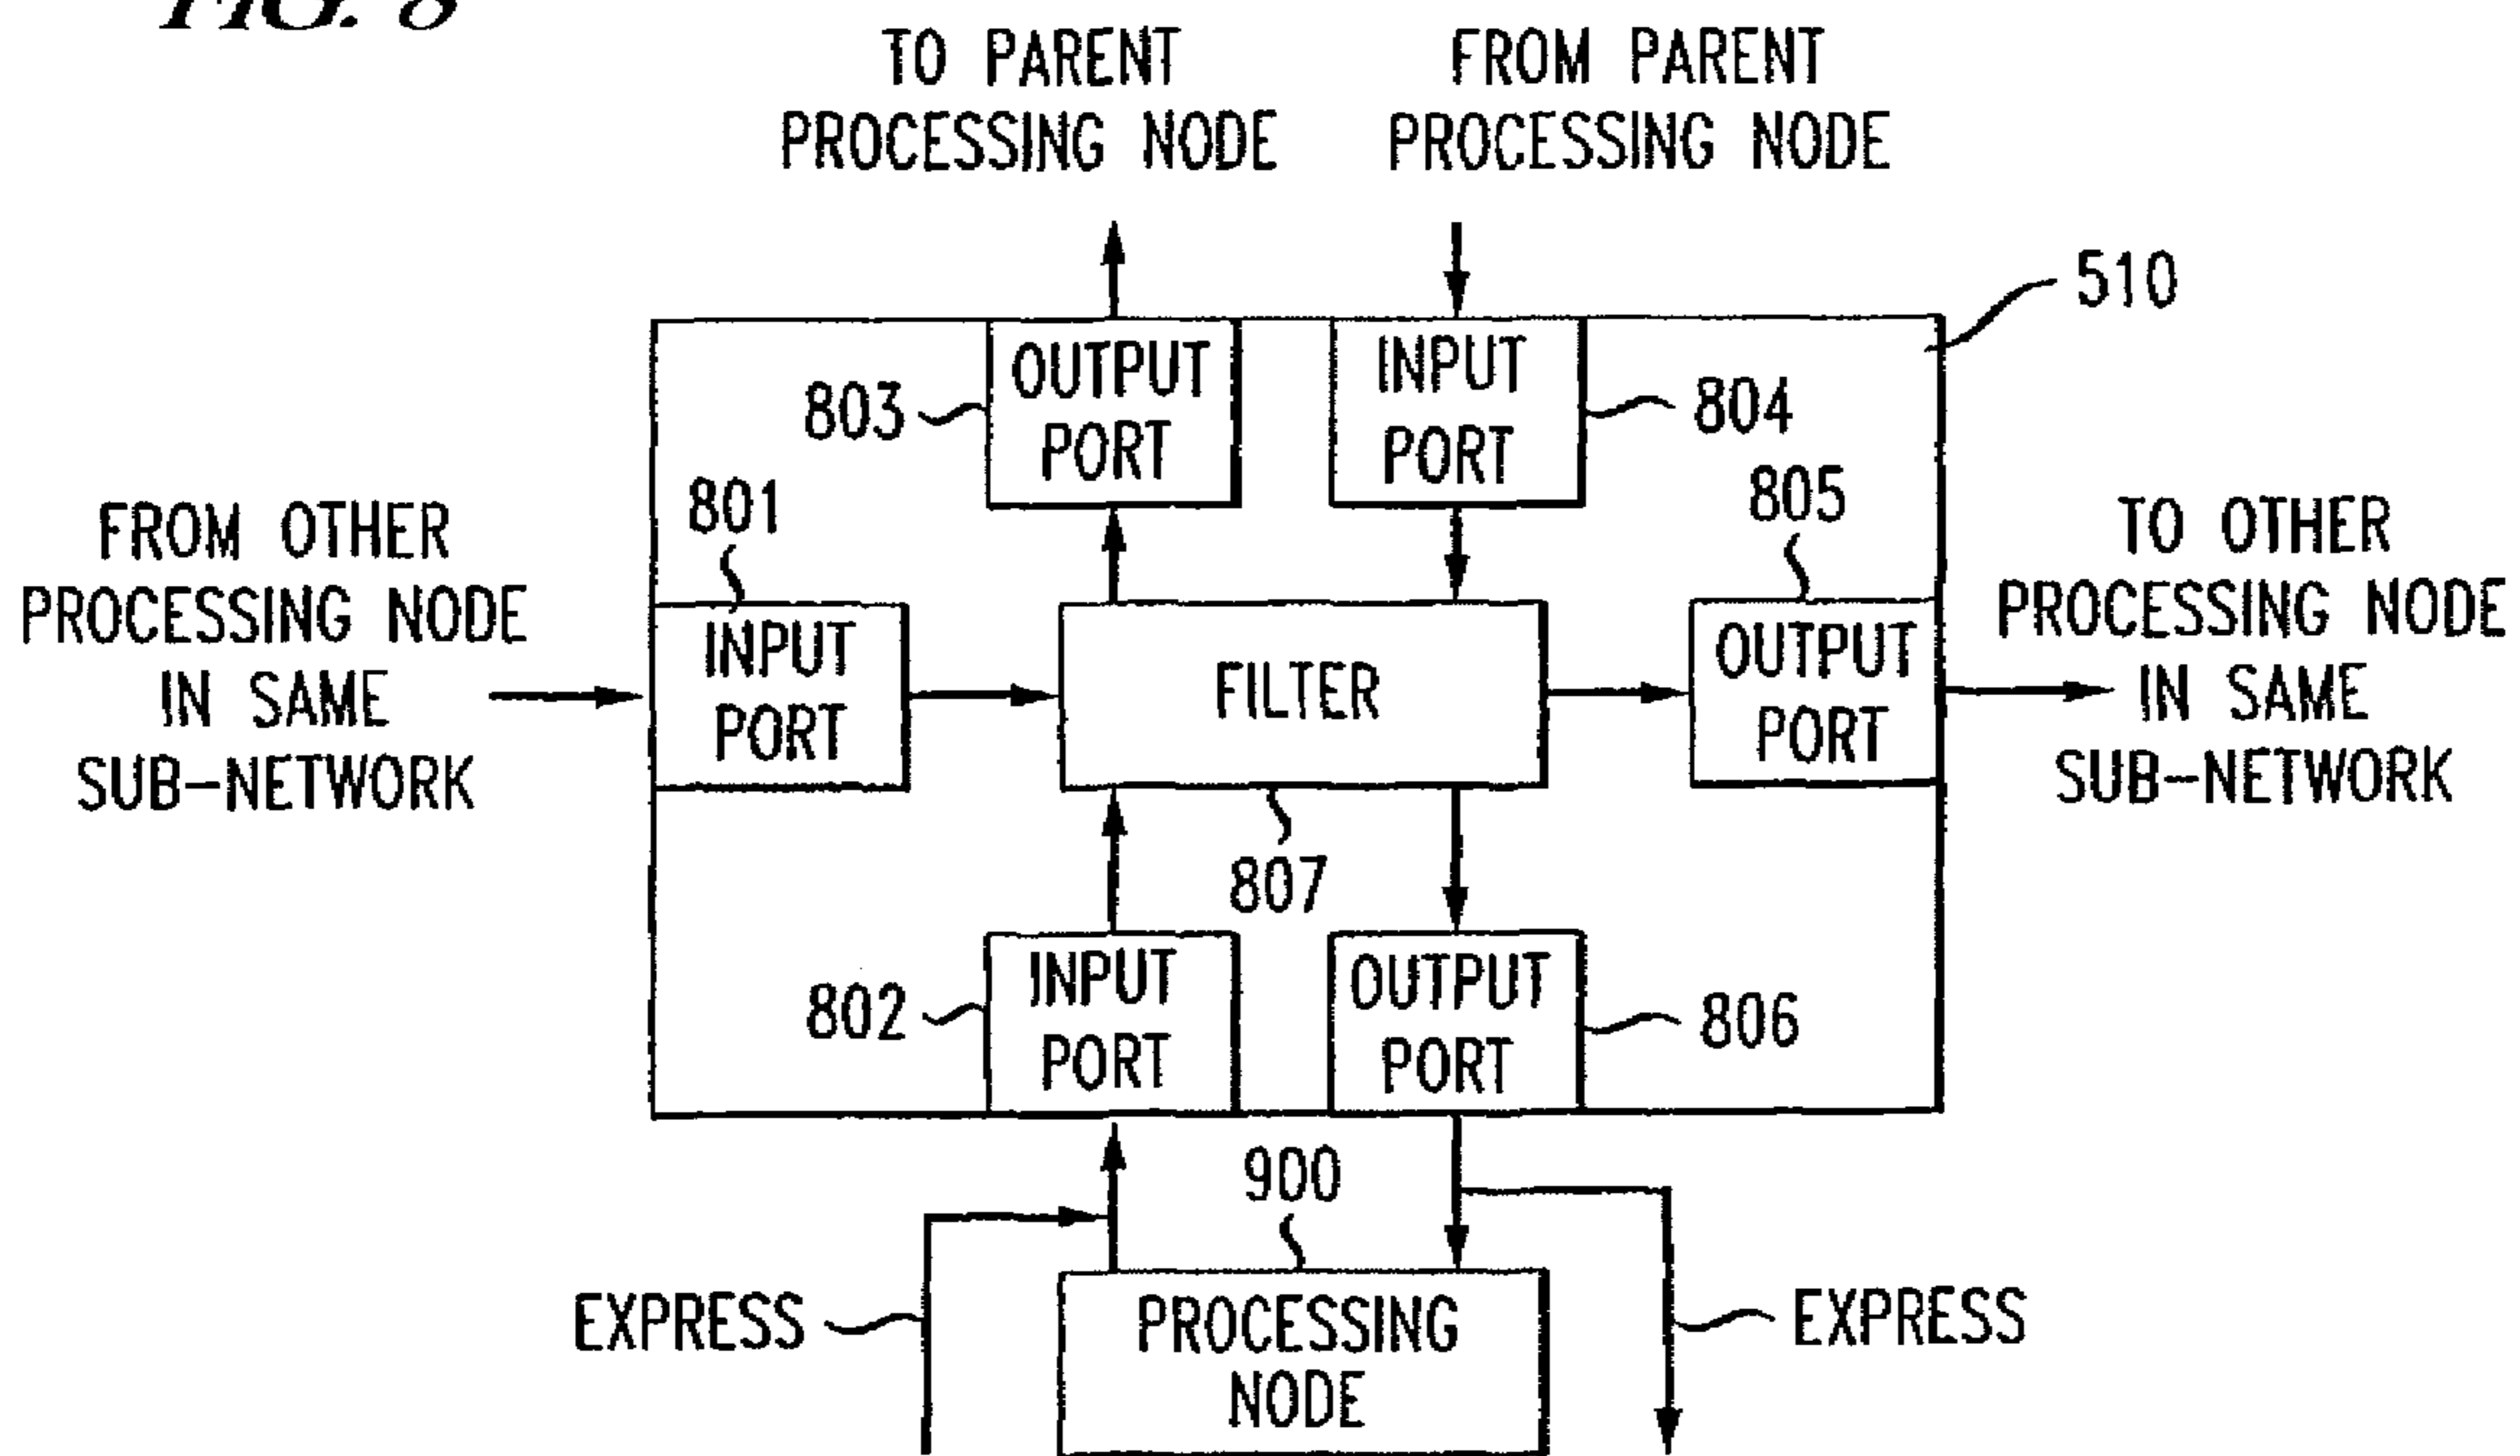 FIG. 8
TO PARENT
PROCESSING NODE
FROM PARENT
PROCESSING NODE
510
803
OUTPUT
PORT
INPUT
PORT
804
801
805
FROM OTHER
PROCESSING NODE
IN SAME
SUB-NETWORK
INPUT
PORT
FILTER
OUTPUT
PORT
TO OTHER
PROCESSING NODE
IN SAME
SUB-NETWORK
807
802
INPUT
PORT
OUTPUT
PORT
806
900
EXPRESS
PROCESSING
NODE
EXPRESS